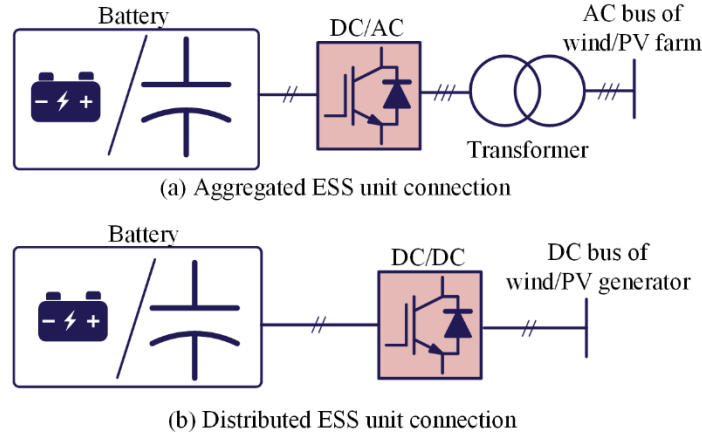 Battery
DC/AC
AC bus of
wind/PV farm
Transformer
(a) Aggregated ESS unit connection
Battery
DC/DC
DC bus of
wind/PV generator
(b) Distributed ESS unit connection